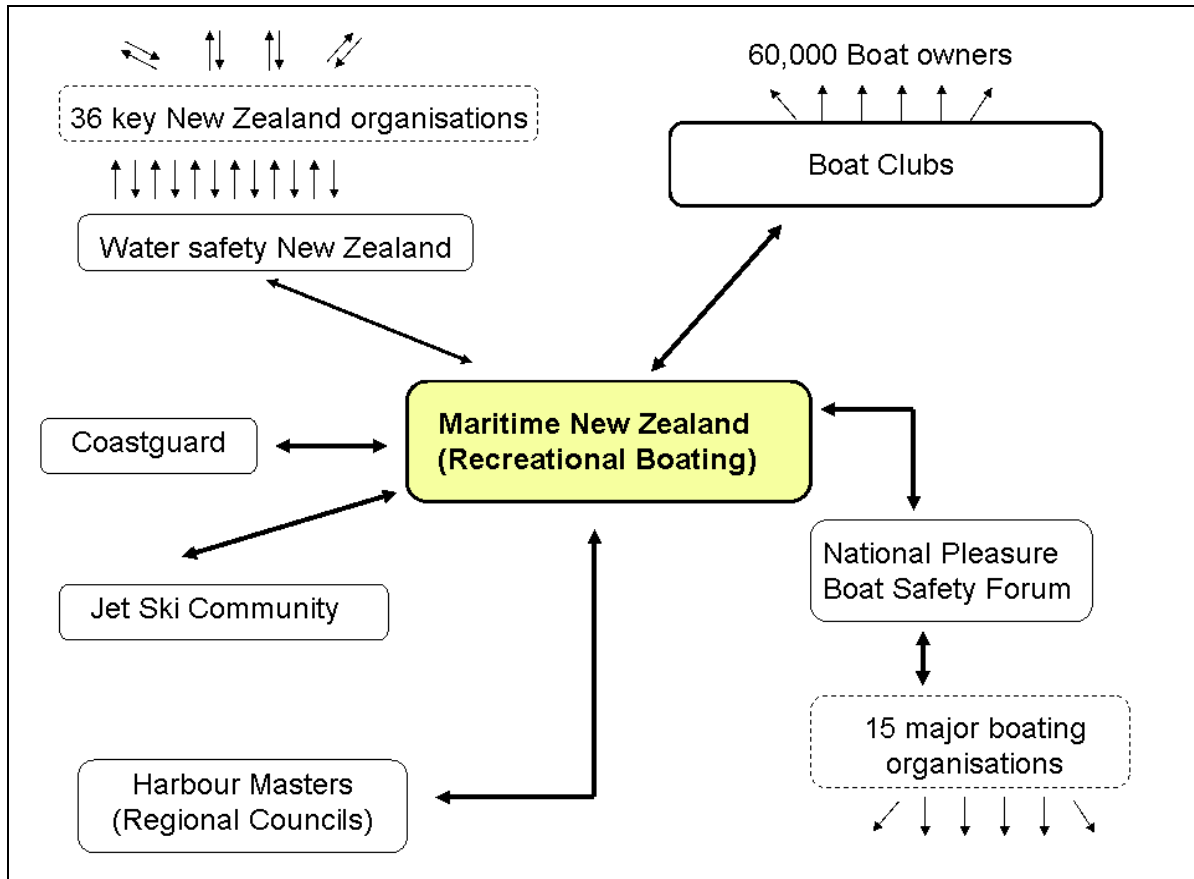 60,000 Boat owners
36 key New Zealand organisations
Boat Clubs
Water safety New Zealand
Maritime New Zealand
(Recreational Boating)
Coastguard
National Pleasure
Boat Safety Forum
Jet Ski Community
15 major boating
organisations
Harbour Masters
(Regional Councils)